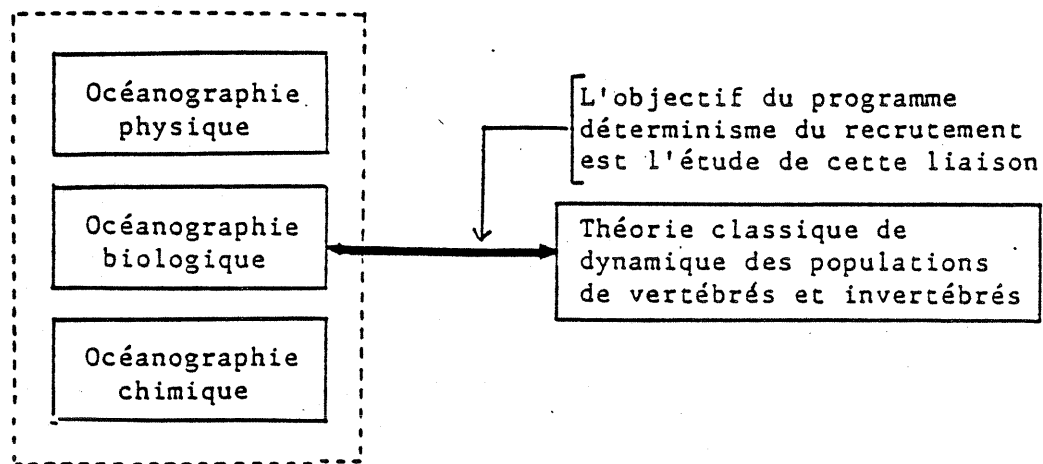 Océanographie
physique
Océanographie
biologique
Océanographie
chimique
L'objectif du programme
déterminisme du recrutement
est l'étude de cette liaison
Théorie classique de
dynamique des populations
de vertébrés et invertébrés